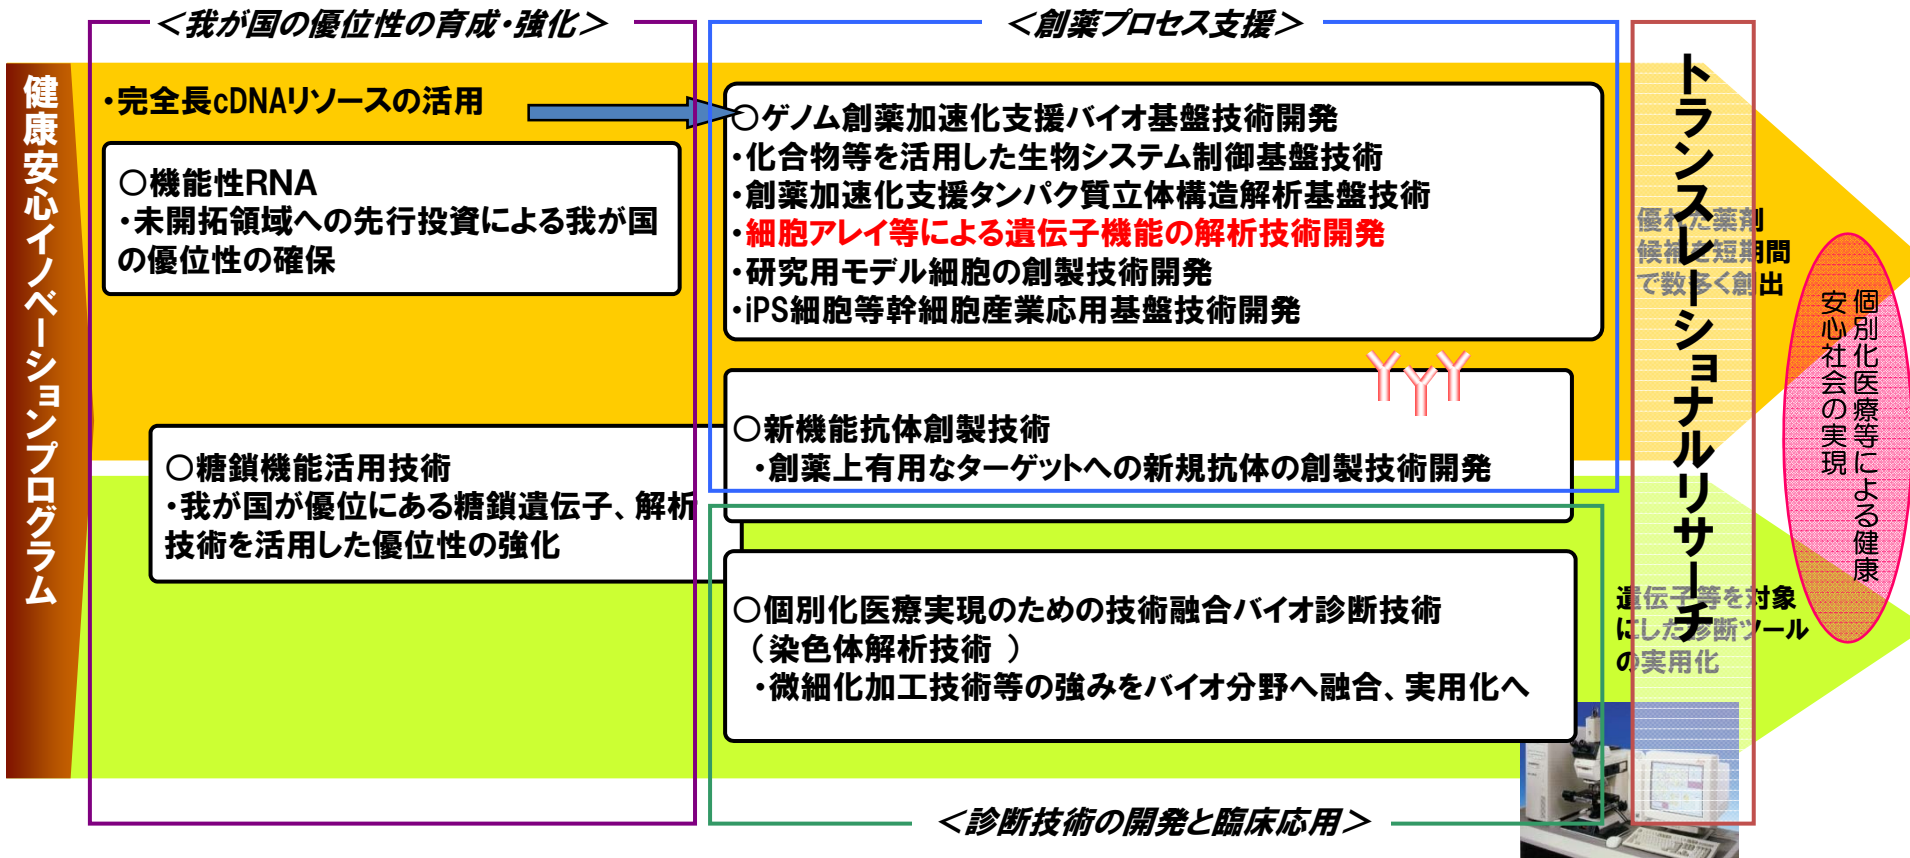 ＜我が国の優位性の育成・強化＞
＜創薬プロセス支援＞
健康安心イノベーションプログラム
・完全長cDNAリソースの活用
○機能性RNA
・未開拓領域への先行投資による我が国
の優位性の確保
○糖鎖機能活用技術
・我が国が優位にある糖鎖遺伝子、解析
技術を活用した優位性の強化
○ゲノム創薬加速化支援バイオ基盤技術開発
・化合物等を活用した生物システム制御基盤技術
・創薬加速化支援タンパク質立体構造解析基盤技術
・細胞アレイ等による遺伝子機能の解析技術開発
・研究用モデル細胞の創製技術開発
・iPS細胞等幹細胞産業応用基盤技術開発
○新機能抗体創製技術
・創薬上有用なターゲットへの新規抗体の創製技術開発
○個別化医療実現のための技術融合バイオ診断技術
（染色体解析技術 ）
・微細化加工技術等の強みをバイオ分野へ融合、実用化へ
＜診断技術の開発と臨床応用＞
トランスレーショナルリサーチ
優れた薬剤
候補を短期間
で数多く創出
遺伝子等を対象
にした診断ツール
の実用化
個別化医療等による健康
安心社会の実現